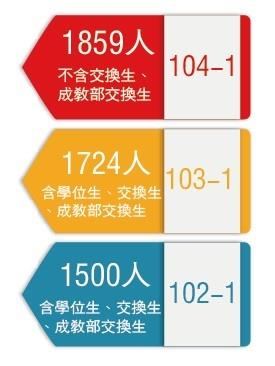 1859人
不含交換生、
成教部交換生
104-1
1724人
含學位生、交換生
、成教部交換生
103-1
1500人
含學位生、交換生
、成教部交換生
102-1